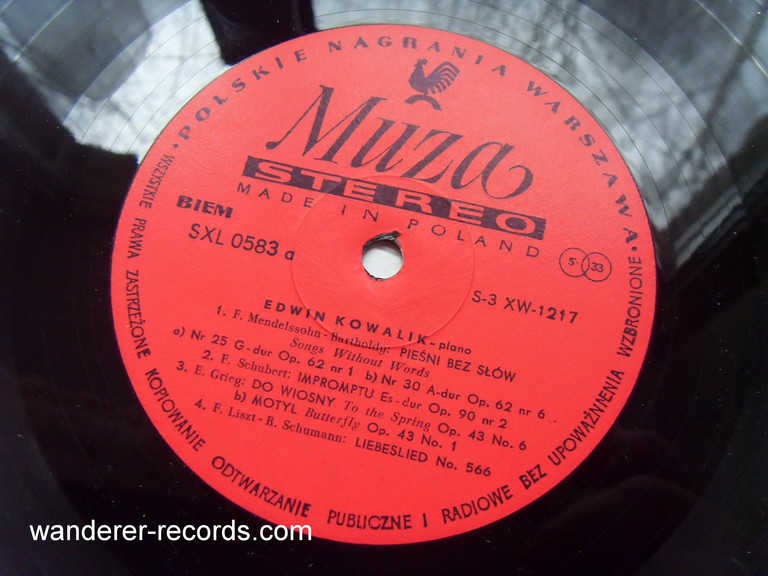 • POLSKIE NAGRANIA WARSZAWA •
Muza
STEREO
MADE IN POLAND
BIEM
SXL 0583 a
33
S-3 XW-1217
EDWIN KOWALIK - piano
1. F. Mendelssohn-Bartholdy: PIEŚNI BEZ SŁÓW
Songs Without Words
a) Nr 25 G-dur Op. 62 nr 1 b) Nr 30 A-dur Op. 62 nr 6
2. F. Schubert: IMPROMPTU Es-dur Op. 90 nr 2
3. E. Grieg: DO WIOSNY To the Spring Op. 43 No. 6
b) MOTYL Butterfly Op. 43 No. 1
4. F. Liszt-R. Schumann: LIEBESLIED No. 566
WSZYSTKIE PRAWA ZASTRZEŻONE KOPIOWANIE ODTWARZANIE PUBLICZNE I RADIOWE BEZ UPOWAŻNIENIA WZBRONIONE
wanderer-records.com